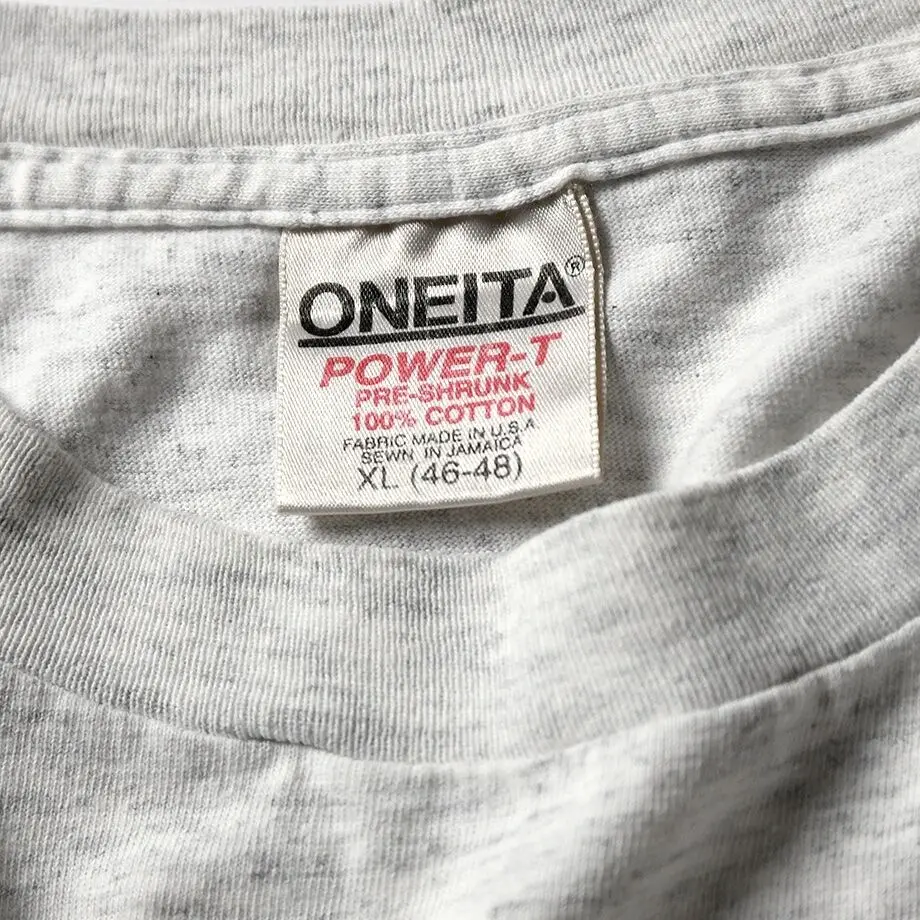 ONEITA®
POWER-T
PRE-SHRUNK
100% COTTON
FABRIC MADE IN U.S.A
SEWN IN JAMAICA
XL (46-48)